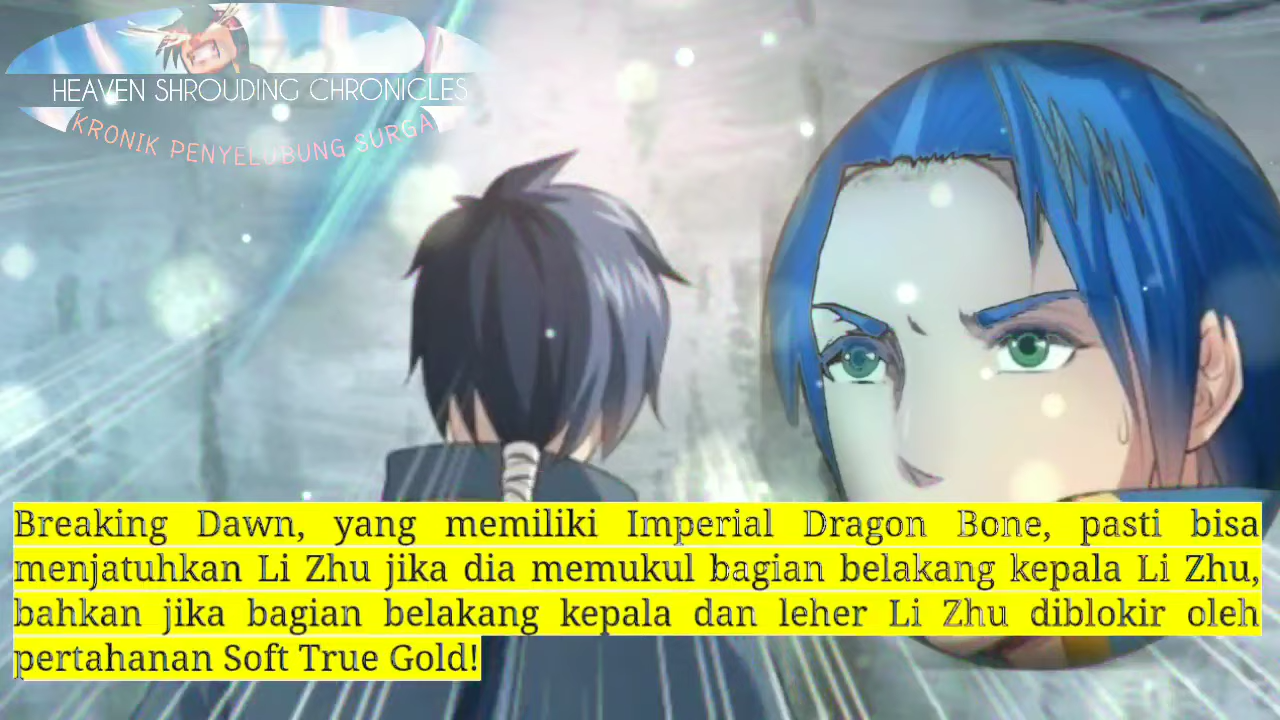 HEAVEN SHROUDING CHRONICLES
KRONIK PENYELUBUNG SURGA
Breaking Dawn, yang memiliki Imperial Dragon Bone, pasti bisa
menjatuhkan Li Zhu jika dia memukul bagian belakang kepala Li Zhu,
bahkan jika bagian belakang kepala dan leher Li Zhu diblokir oleh
pertahanan Soft True Gold!